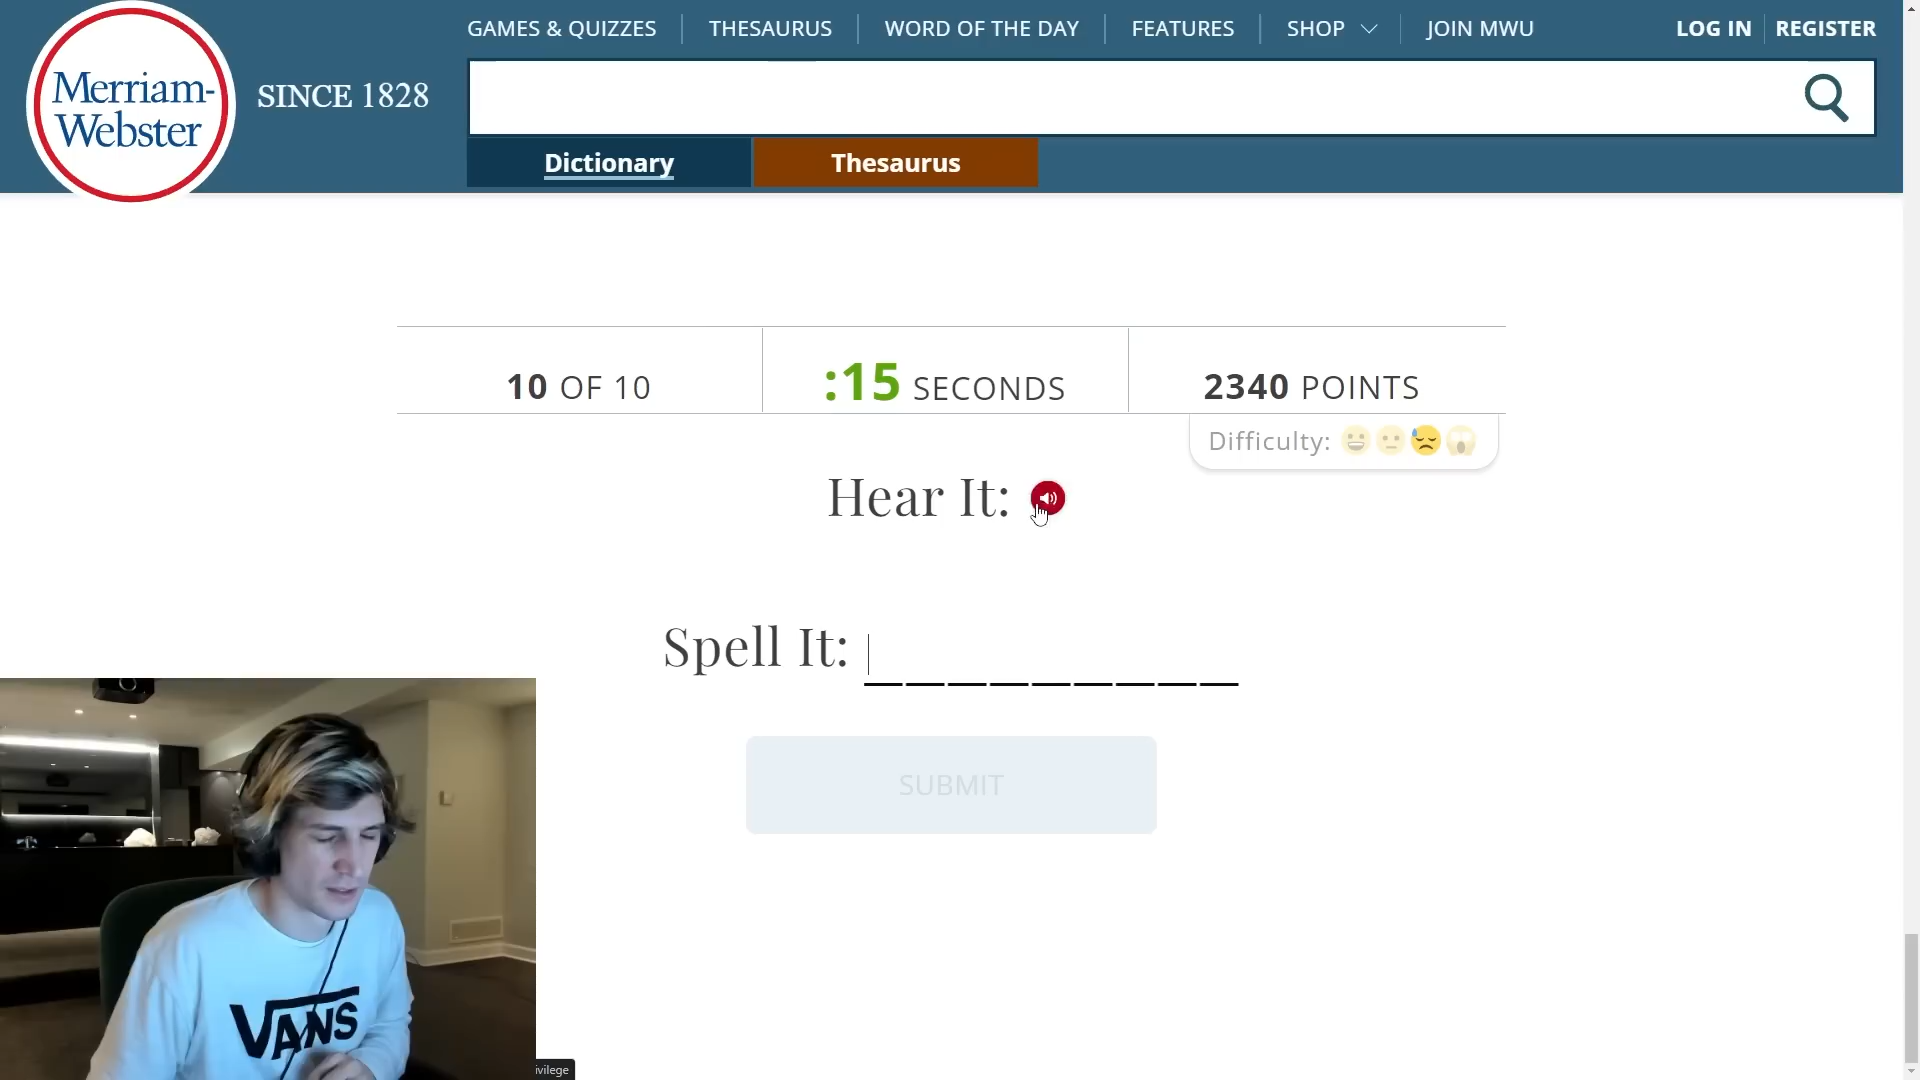 GAMES & QUIZZES THESAURUS WORD OF THE DAY FEATURES SHOP JOIN MWU LOG IN REGISTER
Merriam-
Webster
SINCE 1828
Dictionary Thesaurus
10 OF 10 :15 SECONDS 2340 POINTS
Difficulty:
Hear It:
Spell It:
SUBMIT
VANS
ivilege